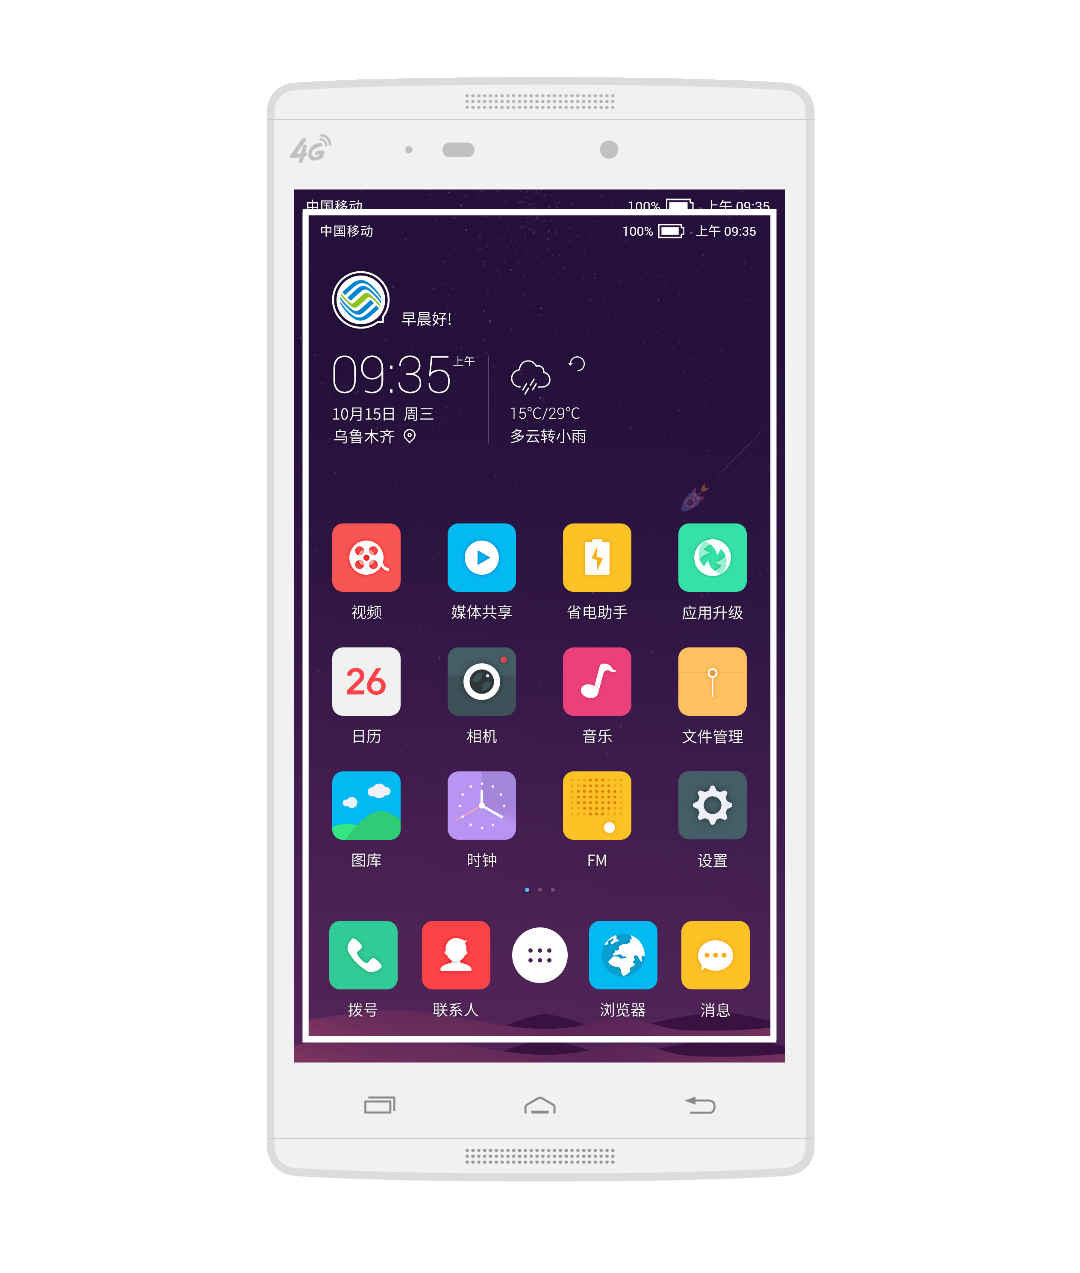 4G
中国移动 100% 上午 09:35
中国移动 100% 上午 09:35
早晨好!
09:35 上午
10月15日 周三
乌鲁木齐
15°C/29°C
多云转小雨
视频 媒体共享 省电助手 应用升级
26
日历 相机 音乐 文件管理
图库 时钟 FM 设置
拨号 联系人 浏览器 消息